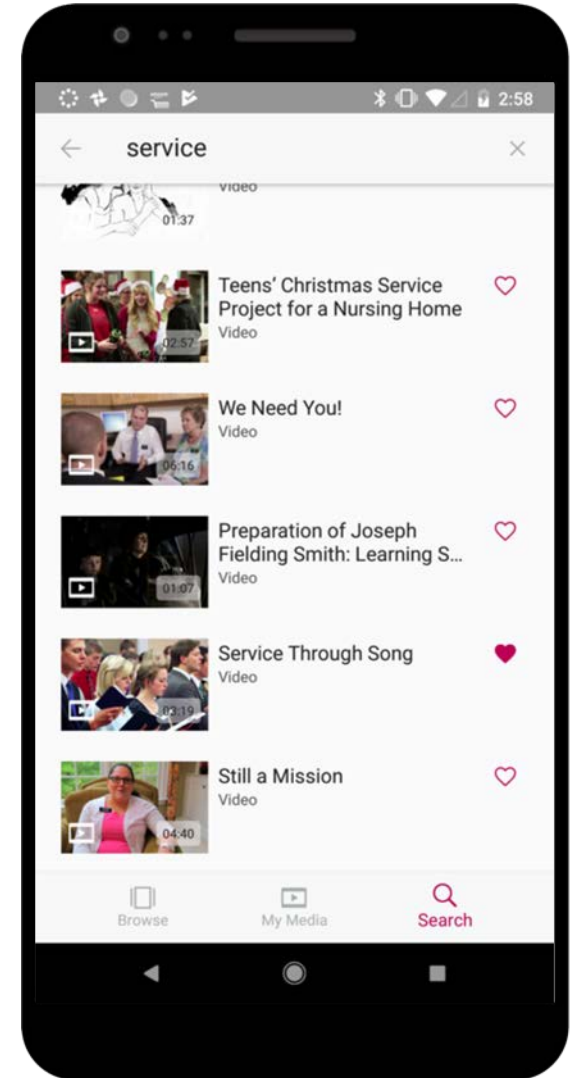 2:58
service
Video
01:37
Teens’ Christmas Service
Project for a Nursing Home
Video
02:57
We Need You!
Video
06:16
Preparation of Joseph
Fielding Smith: Learning S...
Video
01:07
Service Through Song
Video
03:19
Still a Mission
Video
04:40
Browse
My Media
Search